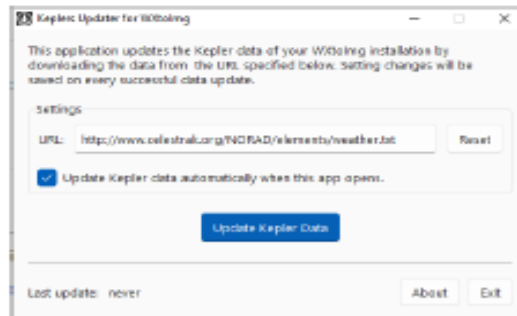 Keplers Updater for WXtoImg
This application updates the Kepler data of your WXtoImg installation by
downloading the data from the URL specified below. Setting changes will be
saved on every successful data update.
Settings
URL: http://www.celestrak.org/NORAD/elements/weather.txt Reset
Update Kepler data automatically when this app opens.
Update Kepler Data
Last update: never About Exit